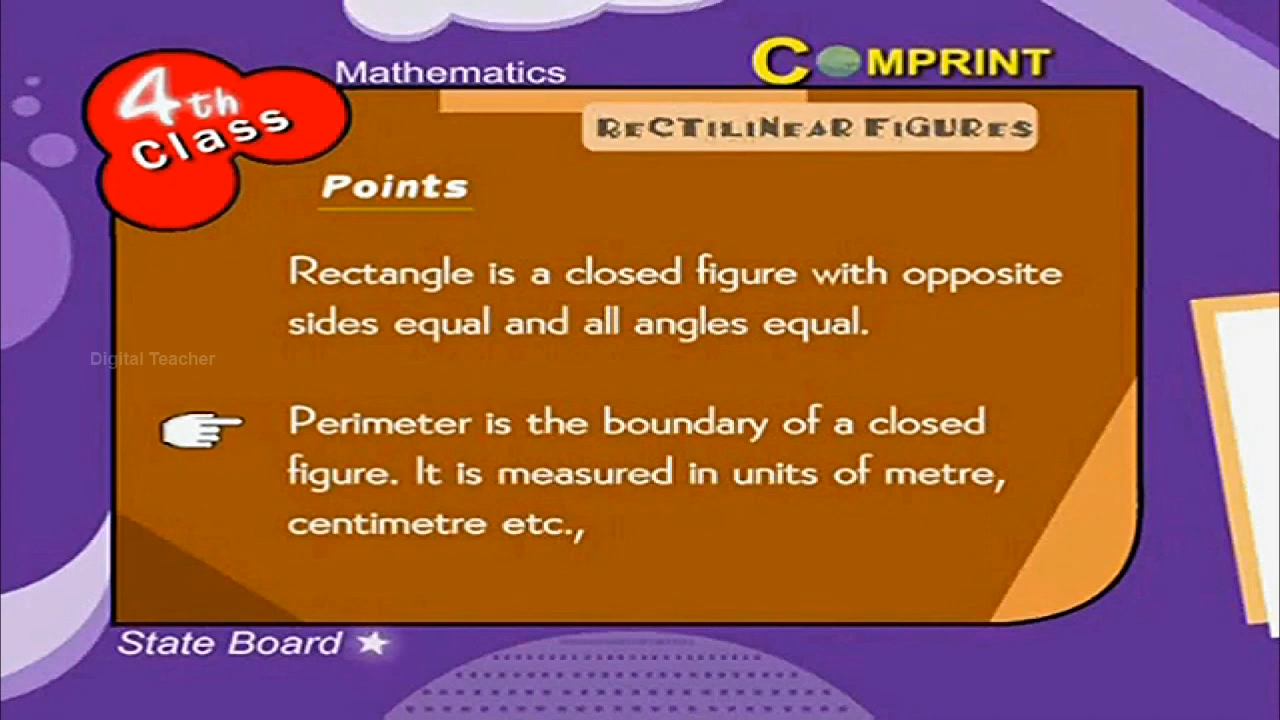 Mathematics
COMPRINT
4th
Class
RECTILINEAR FIGURES
Points
Rectangle is a closed figure with opposite
sides equal and all angles equal.
Digital Teacher
Perimeter is the boundary of a closed
figure. It is measured in units of metre,
centimetre etc.,
State Board